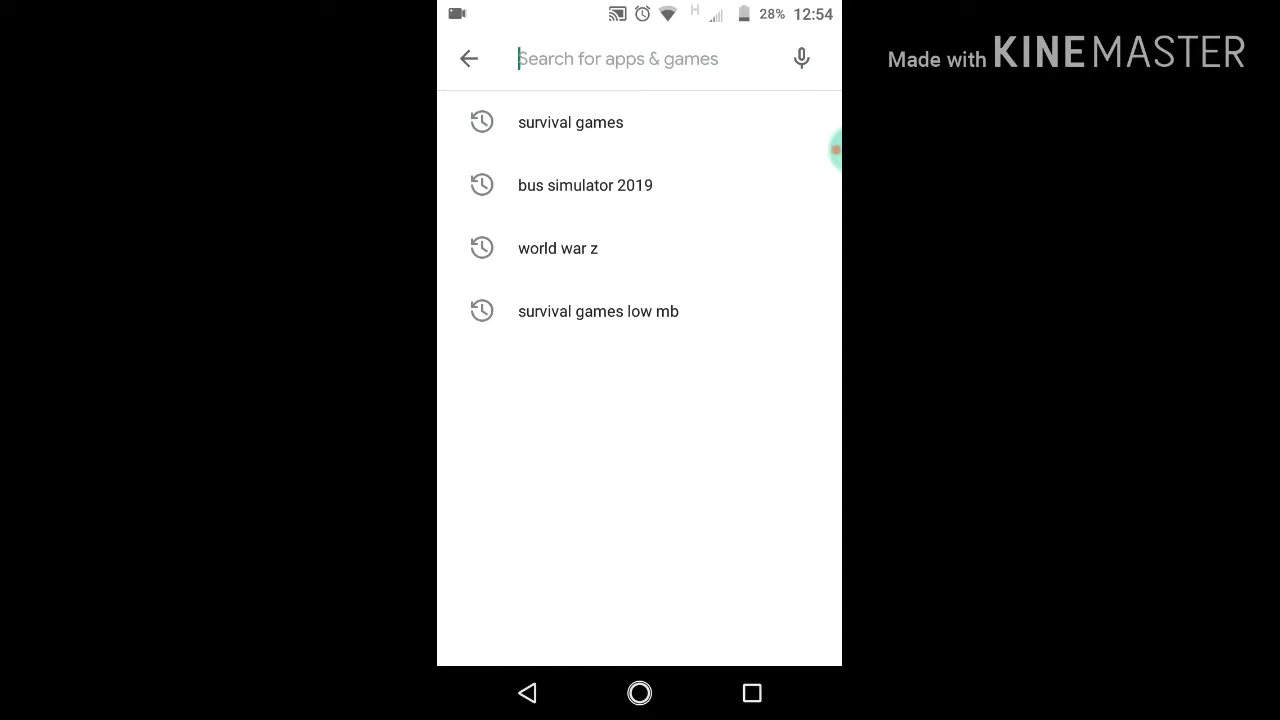 H 28% 12:54
Search for apps & games
Made with KINEMASTER
survival games
bus simulator 2019
world war z
survival games low mb